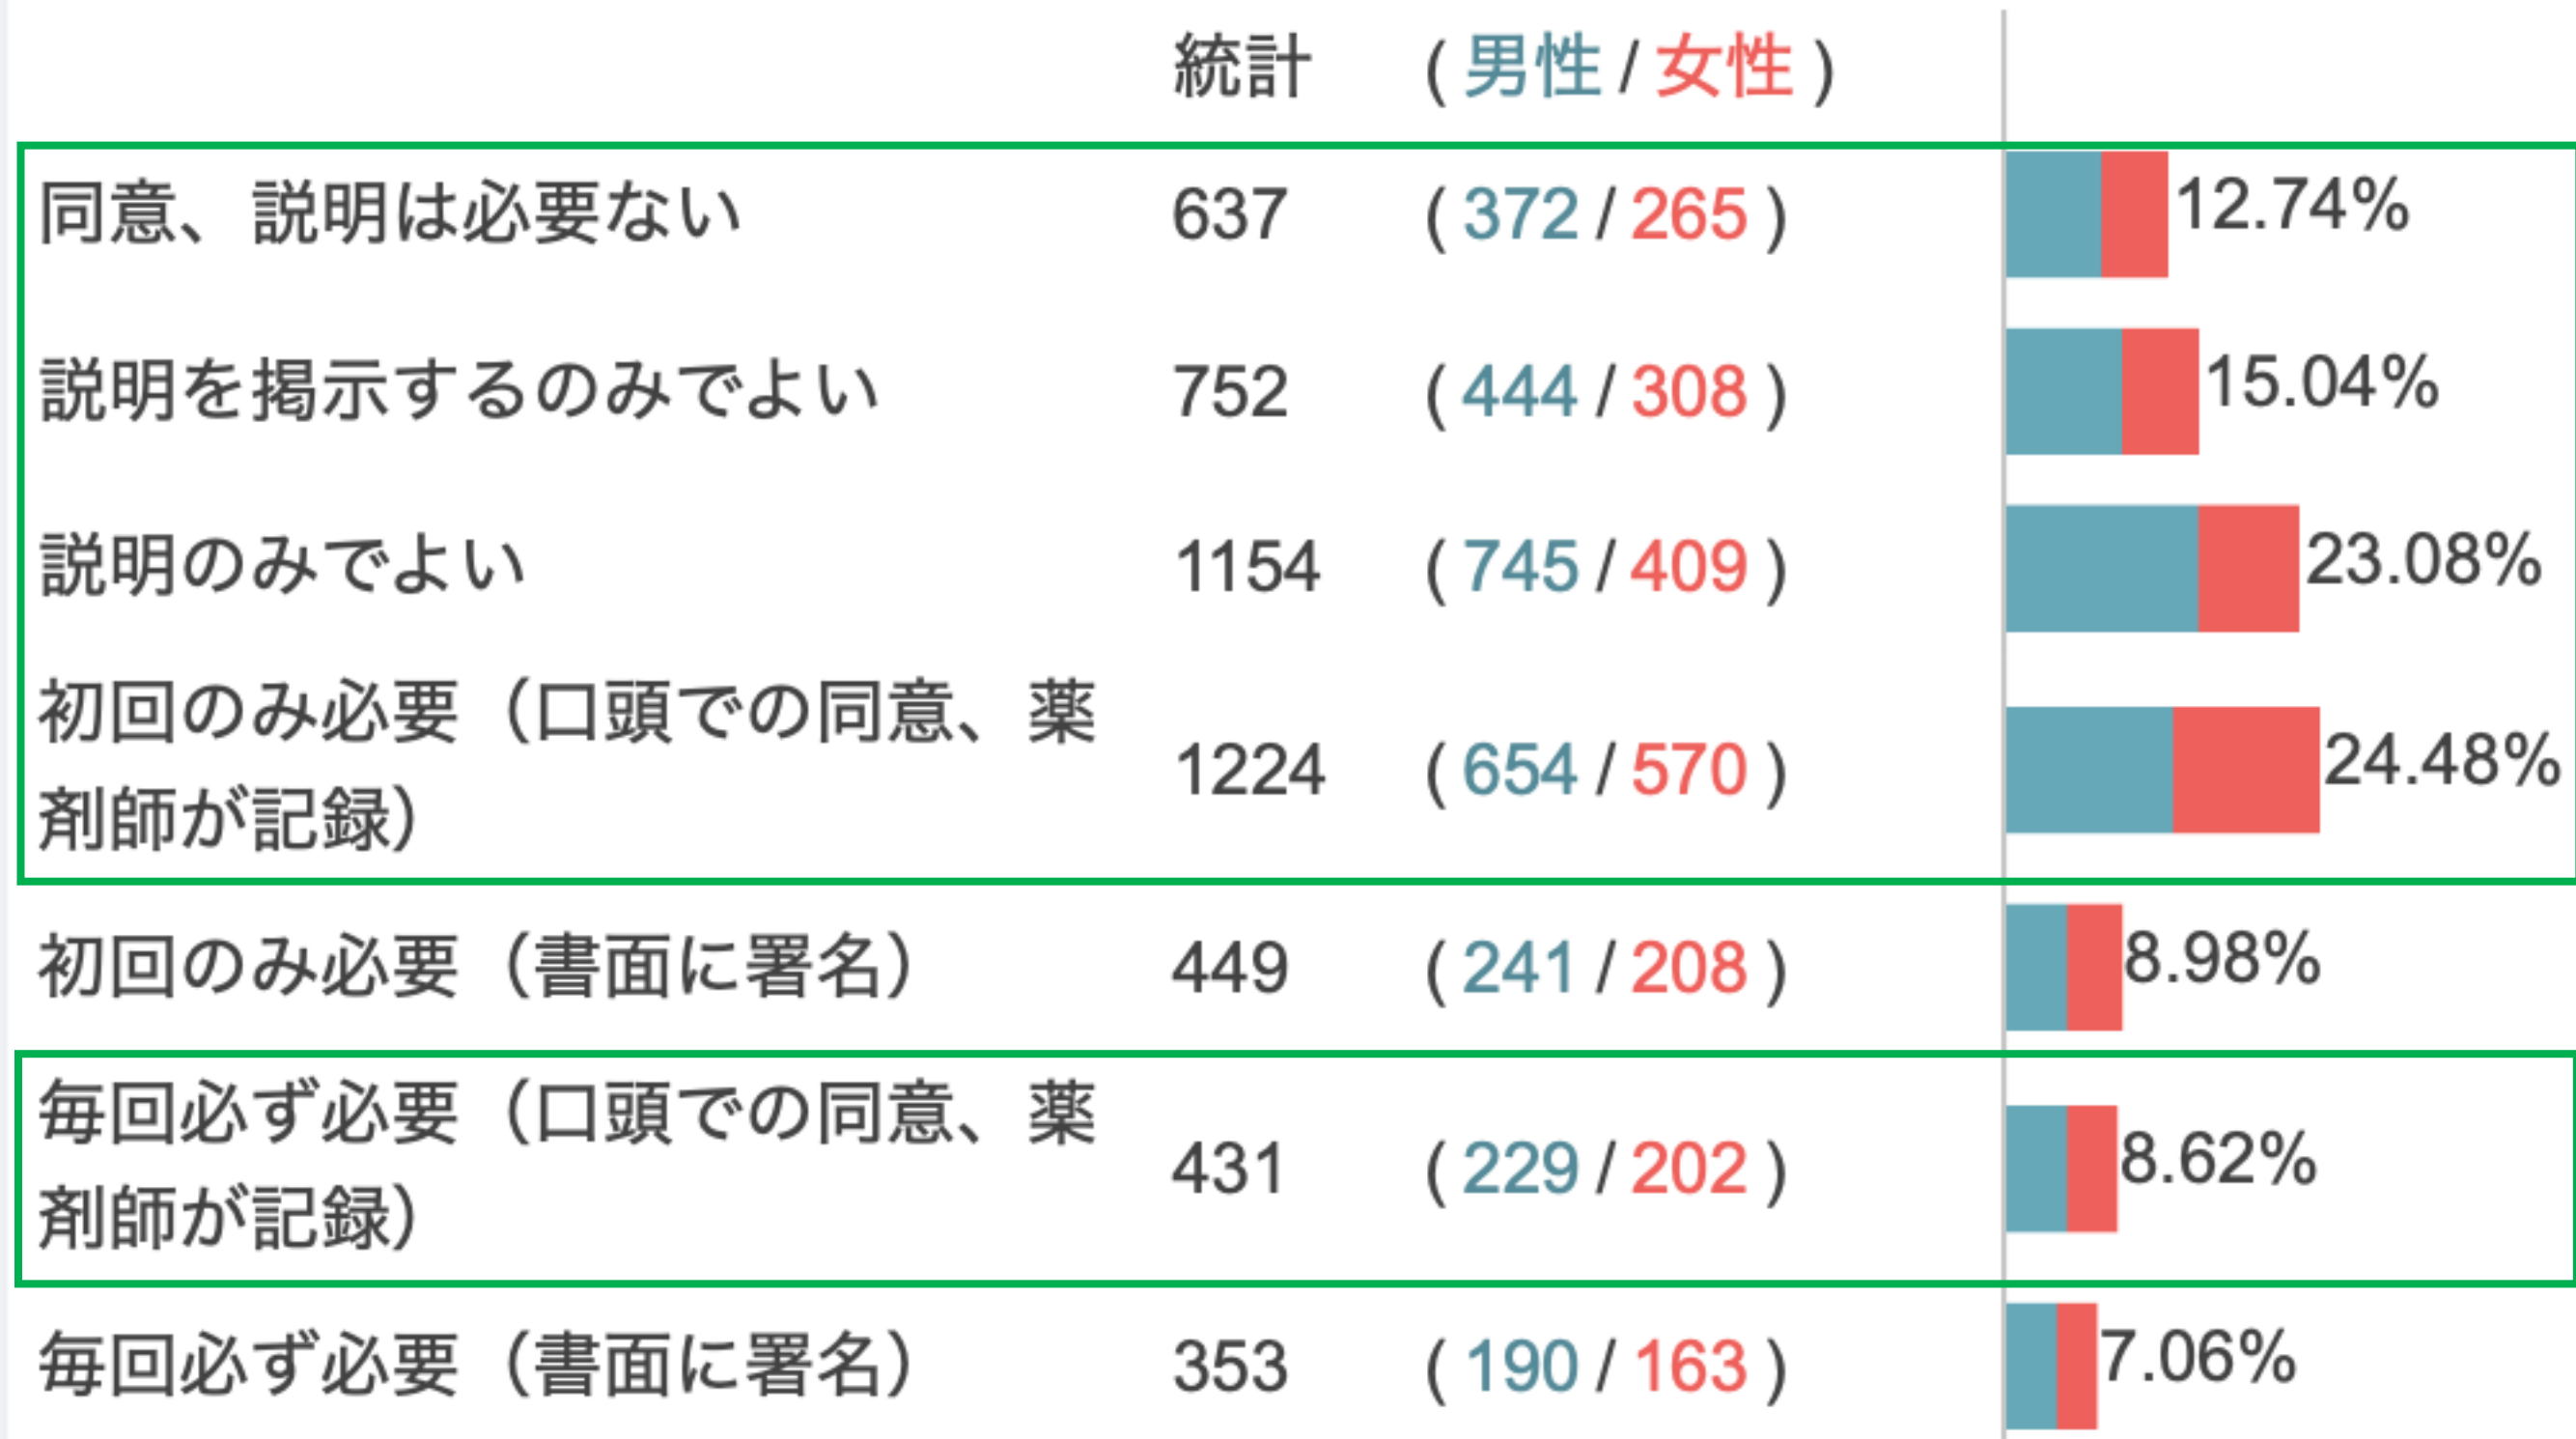 統計 ( 男性 / 女性 )
同意、説明は必要ない 637 ( 372 / 265 ) 12.74%
説明を掲示するのみでよい 752 ( 444 / 308 ) 15.04%
説明のみでよい 1154 ( 745 / 409 ) 23.08%
初回のみ必要（口頭での同意、薬
剤師が記録） 1224 ( 654 / 570 ) 24.48%
初回のみ必要（書面に署名） 449 ( 241 / 208 ) 8.98%
毎回必ず必要（口頭での同意、薬
剤師が記録） 431 ( 229 / 202 ) 8.62%
毎回必ず必要（書面に署名） 353 ( 190 / 163 ) 7.06%